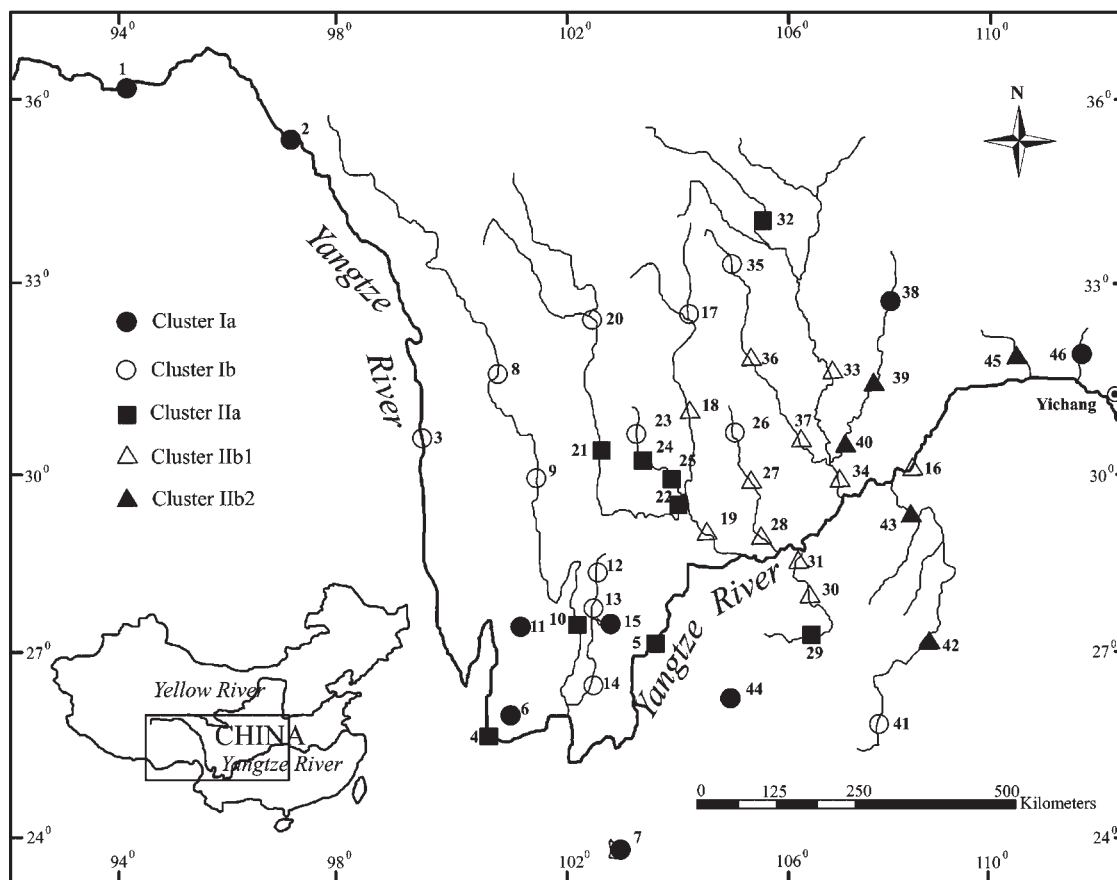 94⁰ 98⁰ 102⁰ 106⁰ 110⁰
1
36⁰ 36⁰
2
N
32
35
38
33⁰ 33⁰
Yangtze
River
20 17
Cluster Ia
46
45
36 33
8
Cluster Ib
39
Yichang
18
Cluster IIa
23 26 37
3
40
24
21
Cluster IIb1
25
30⁰ 16 30⁰
9 27 34
Cluster IIb2
22
43
19 28
31
12
30
13
10 15
11
5
29
27⁰ 42 27⁰
Yangtze River
14
Yellow River
44
6
41
4
CHINA
Yangtze River
0 125 250 500
Kilometers
7
24⁰ 24⁰
94⁰ 98⁰ 102⁰ 106⁰ 110⁰